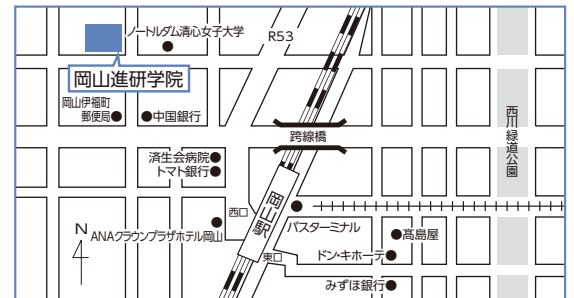 ノートルダム清心女子大学
R53
岡山進研学院
岡山伊福町
郵便局
中国銀行
跨線橋
西川緑道公園
済生会病院
トマト銀行
西口
岡山駅
バスターミナル
N
ANAクラウンプラザホテル岡山
髙島屋
東口
ドン・キホーテ
みずほ銀行